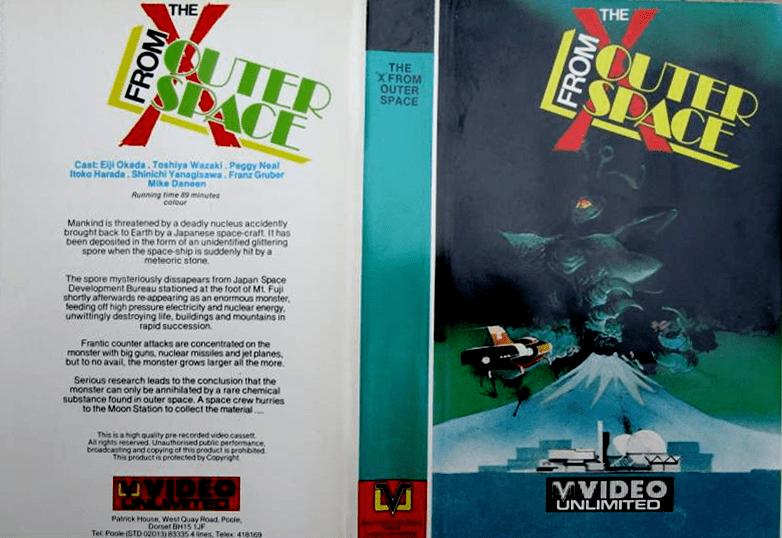 THE
X
FROM
OUTER
SPACE
Cast: Eiji Okada . Toshiya Wazaki . Peggy Neal
Itoko Harada . Shinichi Yanagisawa . Franz Gruber
Mike Daneen
Running time 89 minutes
colour
Mankind is threatened by a deadly nucleus accidently
brought back to Earth by a Japanese space-craft. It has
been deposited in the form of an unidentified glittering
spore when the space-ship is suddenly hit by a
meteoric stone.
The spore mysteriously dissapears from Japan Space
Development Bureau stationed at the foot of Mt. Fuji
shortly afterwards re-appearing as an enormous monster,
feeding off high pressure electricity and nuclear energy,
unwittingly destroying life, buildings and mountains in
rapid succession.
Frantic counter attacks are concentrated on the
monster with big guns, nuclear missiles and jet planes,
but to no avail, the monster grows larger all the more.
Serious research leads to the conclusion that the
monster can only be annihilated by a rare chemical
substance found in outer space. A space crew hurries
to the Moon Station to collect the material ....
This is a high quality pre-recorded video cassett.
All rights reserved. Unauthorised public performance,
broadcasting and copying of this product is prohibited.
This product is protected by Copyright.
V VIDEO
UNLIMITED
Patrick House, West Quay Road, Poole,
Dorset BH15 1JF
Tel: Poole (STD 02013) 83335 4 lines, Telex: 418169
THE
'X' FROM
OUTER
SPACE
V
THE
X
FROM
OUTER
SPACE
V VIDEO
UNLIMITED